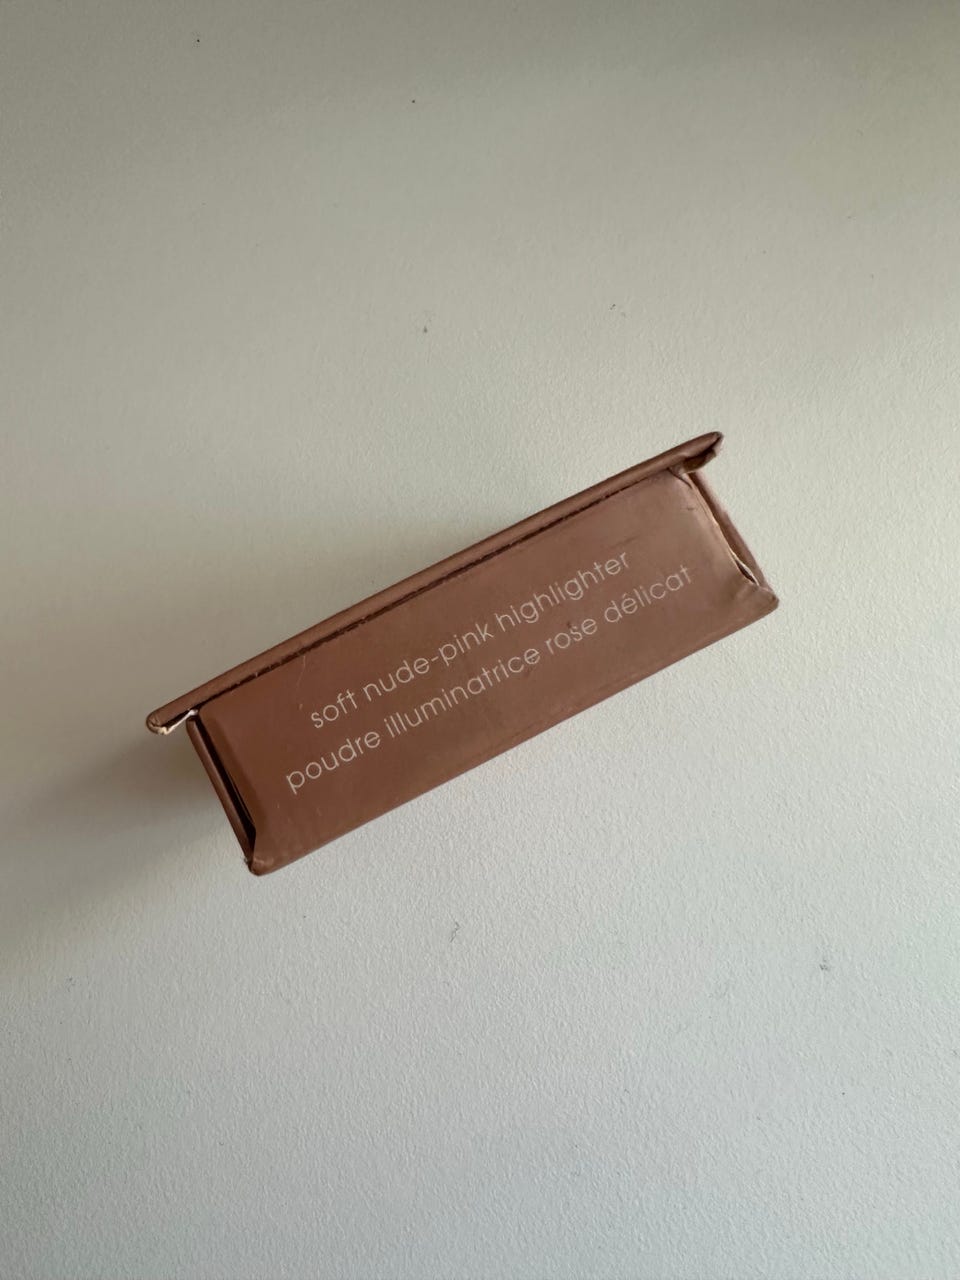 soft nude-pink highlighter
poudre illuminatrice rose délicat